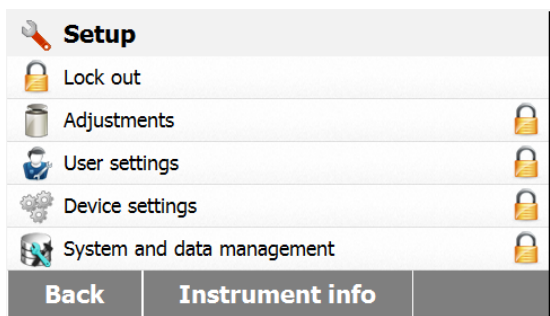 Setup
Lock out
Adjustments
User settings
Device settings
System and data management
Back Instrument info